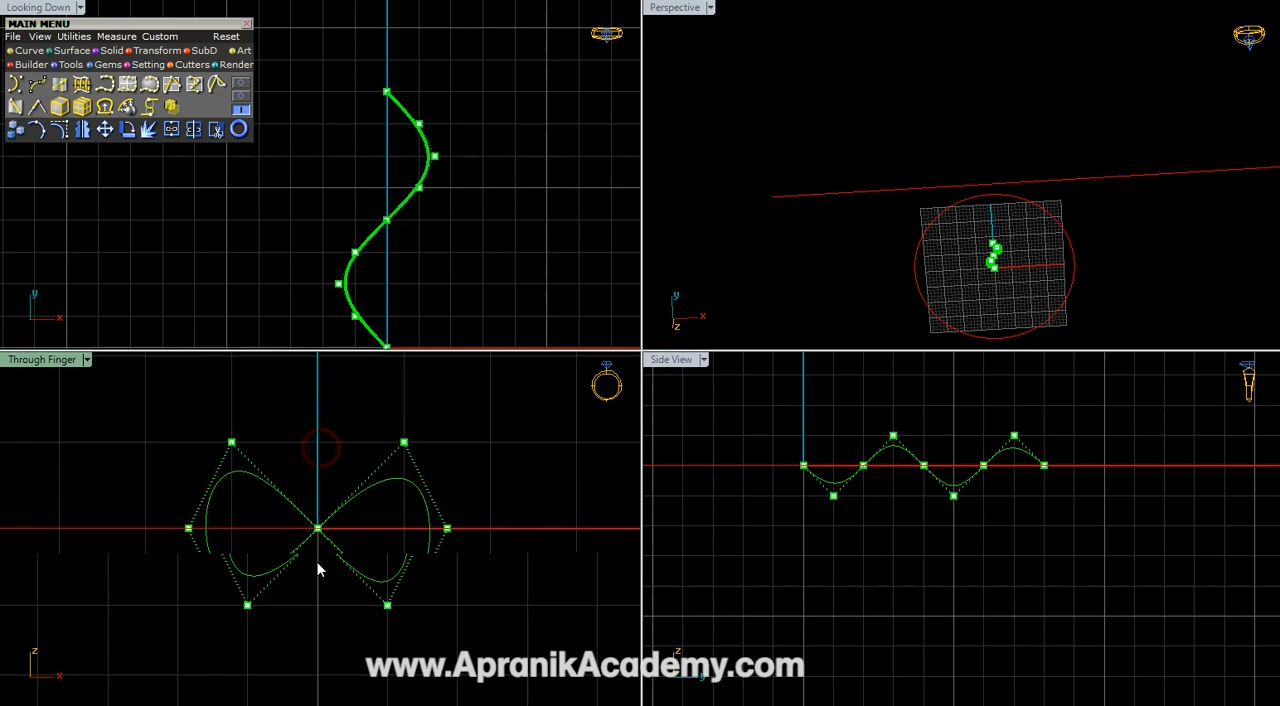 Looking Down
Perspective
MAIN MENU
File View Utilities Measure Custom Reset
Curve Surface Solid Transform SubD Art
Builder Tools Gems Setting Cutters Render
y
x
y
x
z
Through Finger
Side View
z
x
z
y
www.ApranikAcademy.com